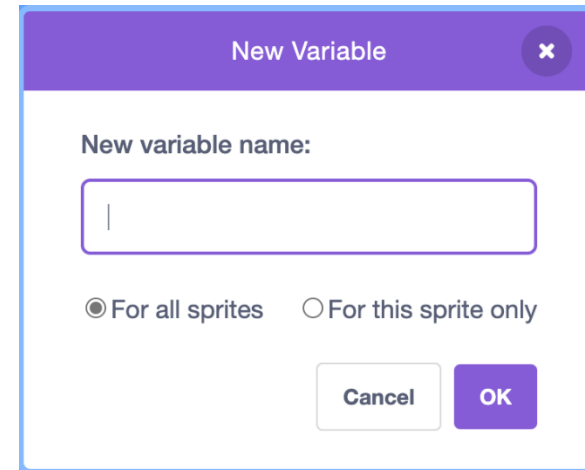 New Variable
New variable name:
For all sprites For this sprite only
Cancel OK